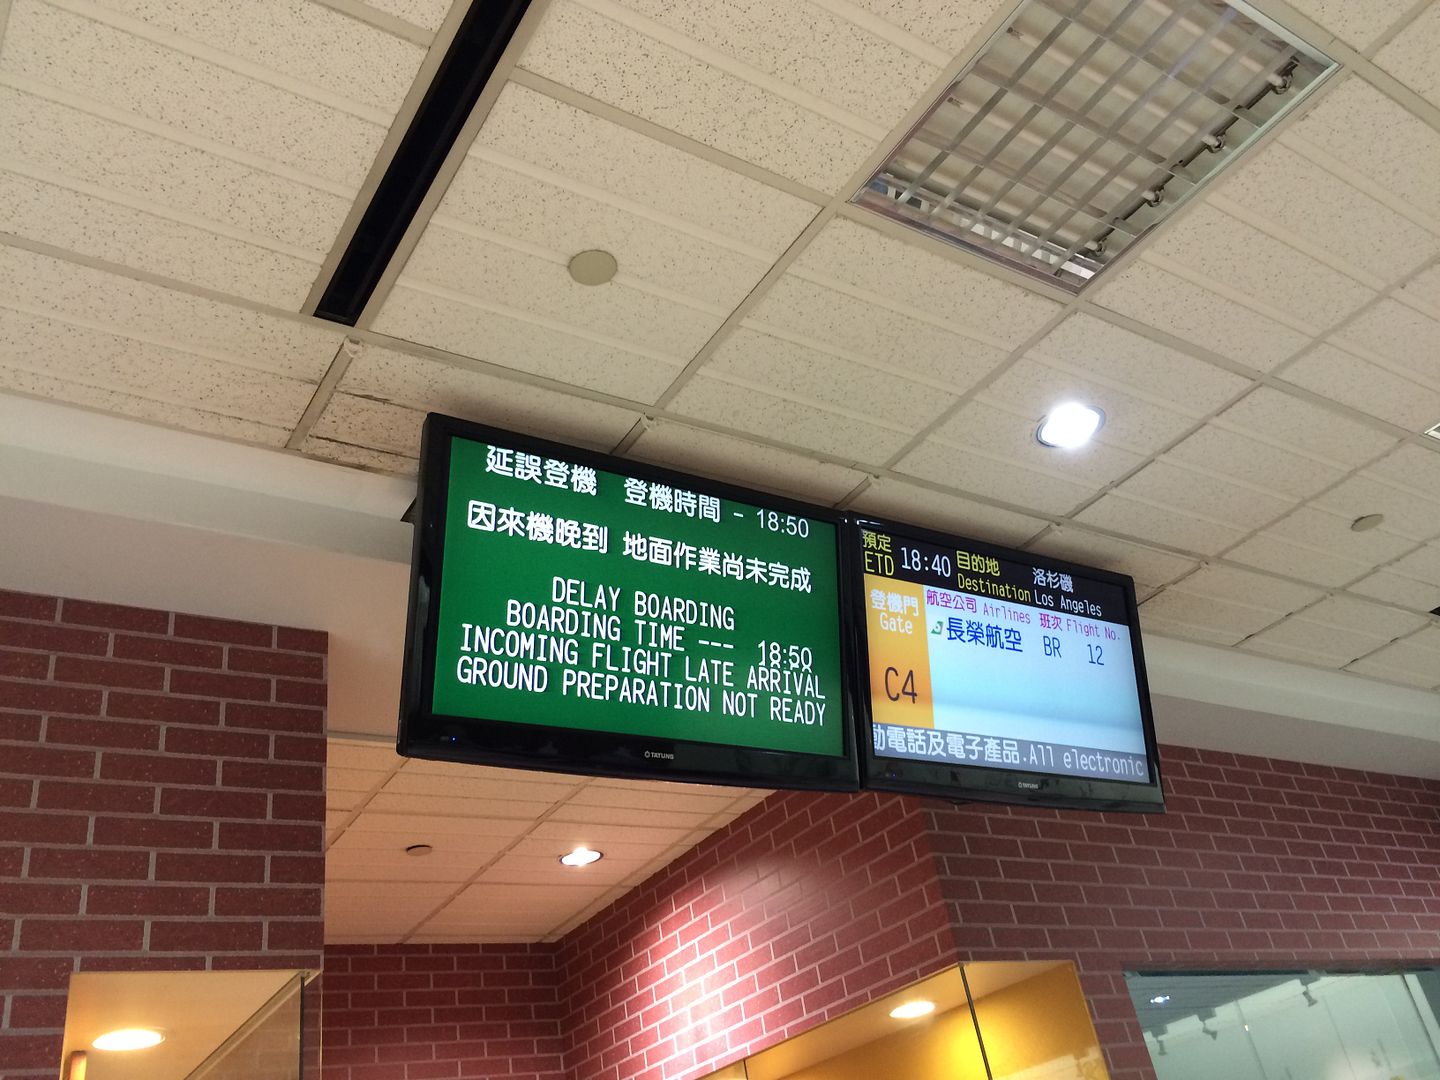 延誤登機 登機時間 - 18:50
因來機晚到 地面作業尚未完成
DELAY BOARDING
BOARDING TIME --- 18:50
INCOMING FLIGHT LATE ARRIVAL
GROUND PREPARATION NOT READY
TATUNG
預定 ETD 18:40 目的地 Destination 洛杉磯 Los Angeles
登機門 Gate
航空公司 Airlines 班次 Flight No.
長榮航空 BR 12
C4
動電話及電子產品.All electronic
TATUNG